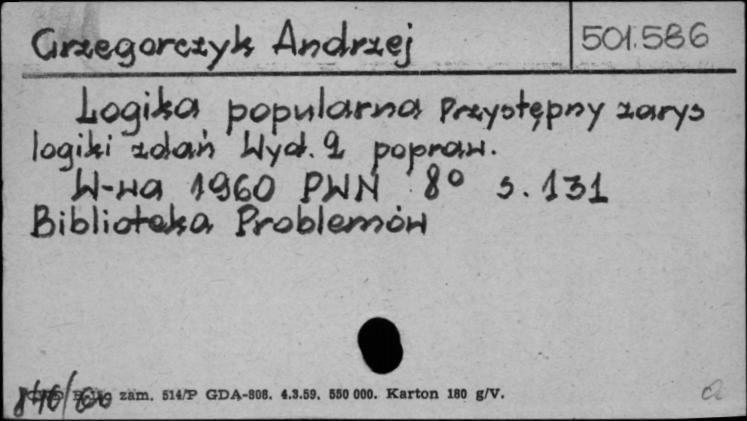 Grzegorczyk Andrzej 501.586
Logika popularna Przystępny zarys
logiki zdań Wyd. 2 popraw.
W-wa 1960 PWN 8° s. 131
Biblioteka Problemów
zam. 514/P GDA-808. 4.3.59. 550 000. Karton 180 g/V.